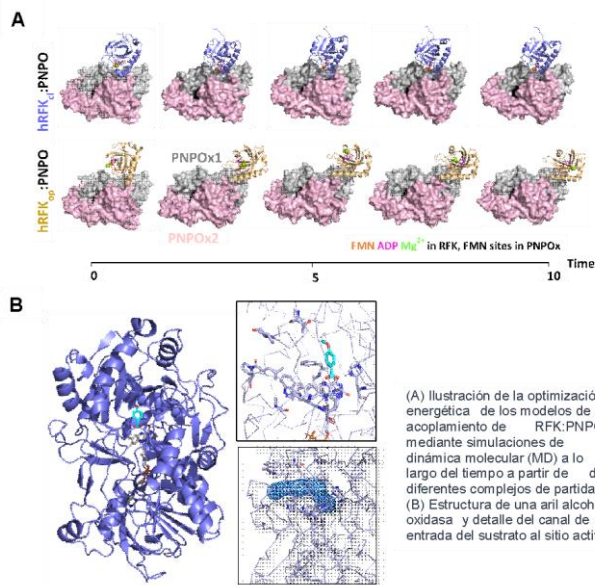 A
hRFKcl:PNPO
hRFKop:PNPO
PNPOx1
PNPOx2
FMN ADP Mg2+ in RFK, FMN sites in PNPOx
0 5 10 Time
B
(A) Ilustración de la optimizació
energética de los modelos de
acoplamiento de RFK:PNPO
mediante simulaciones de
dinámica molecular (MD) a lo
largo del tiempo a partir de d
diferentes complejos de partida
(B) Estructura de una aril alcoh
oxidasa y detalle del canal de
entrada del sustrato al sitio activ